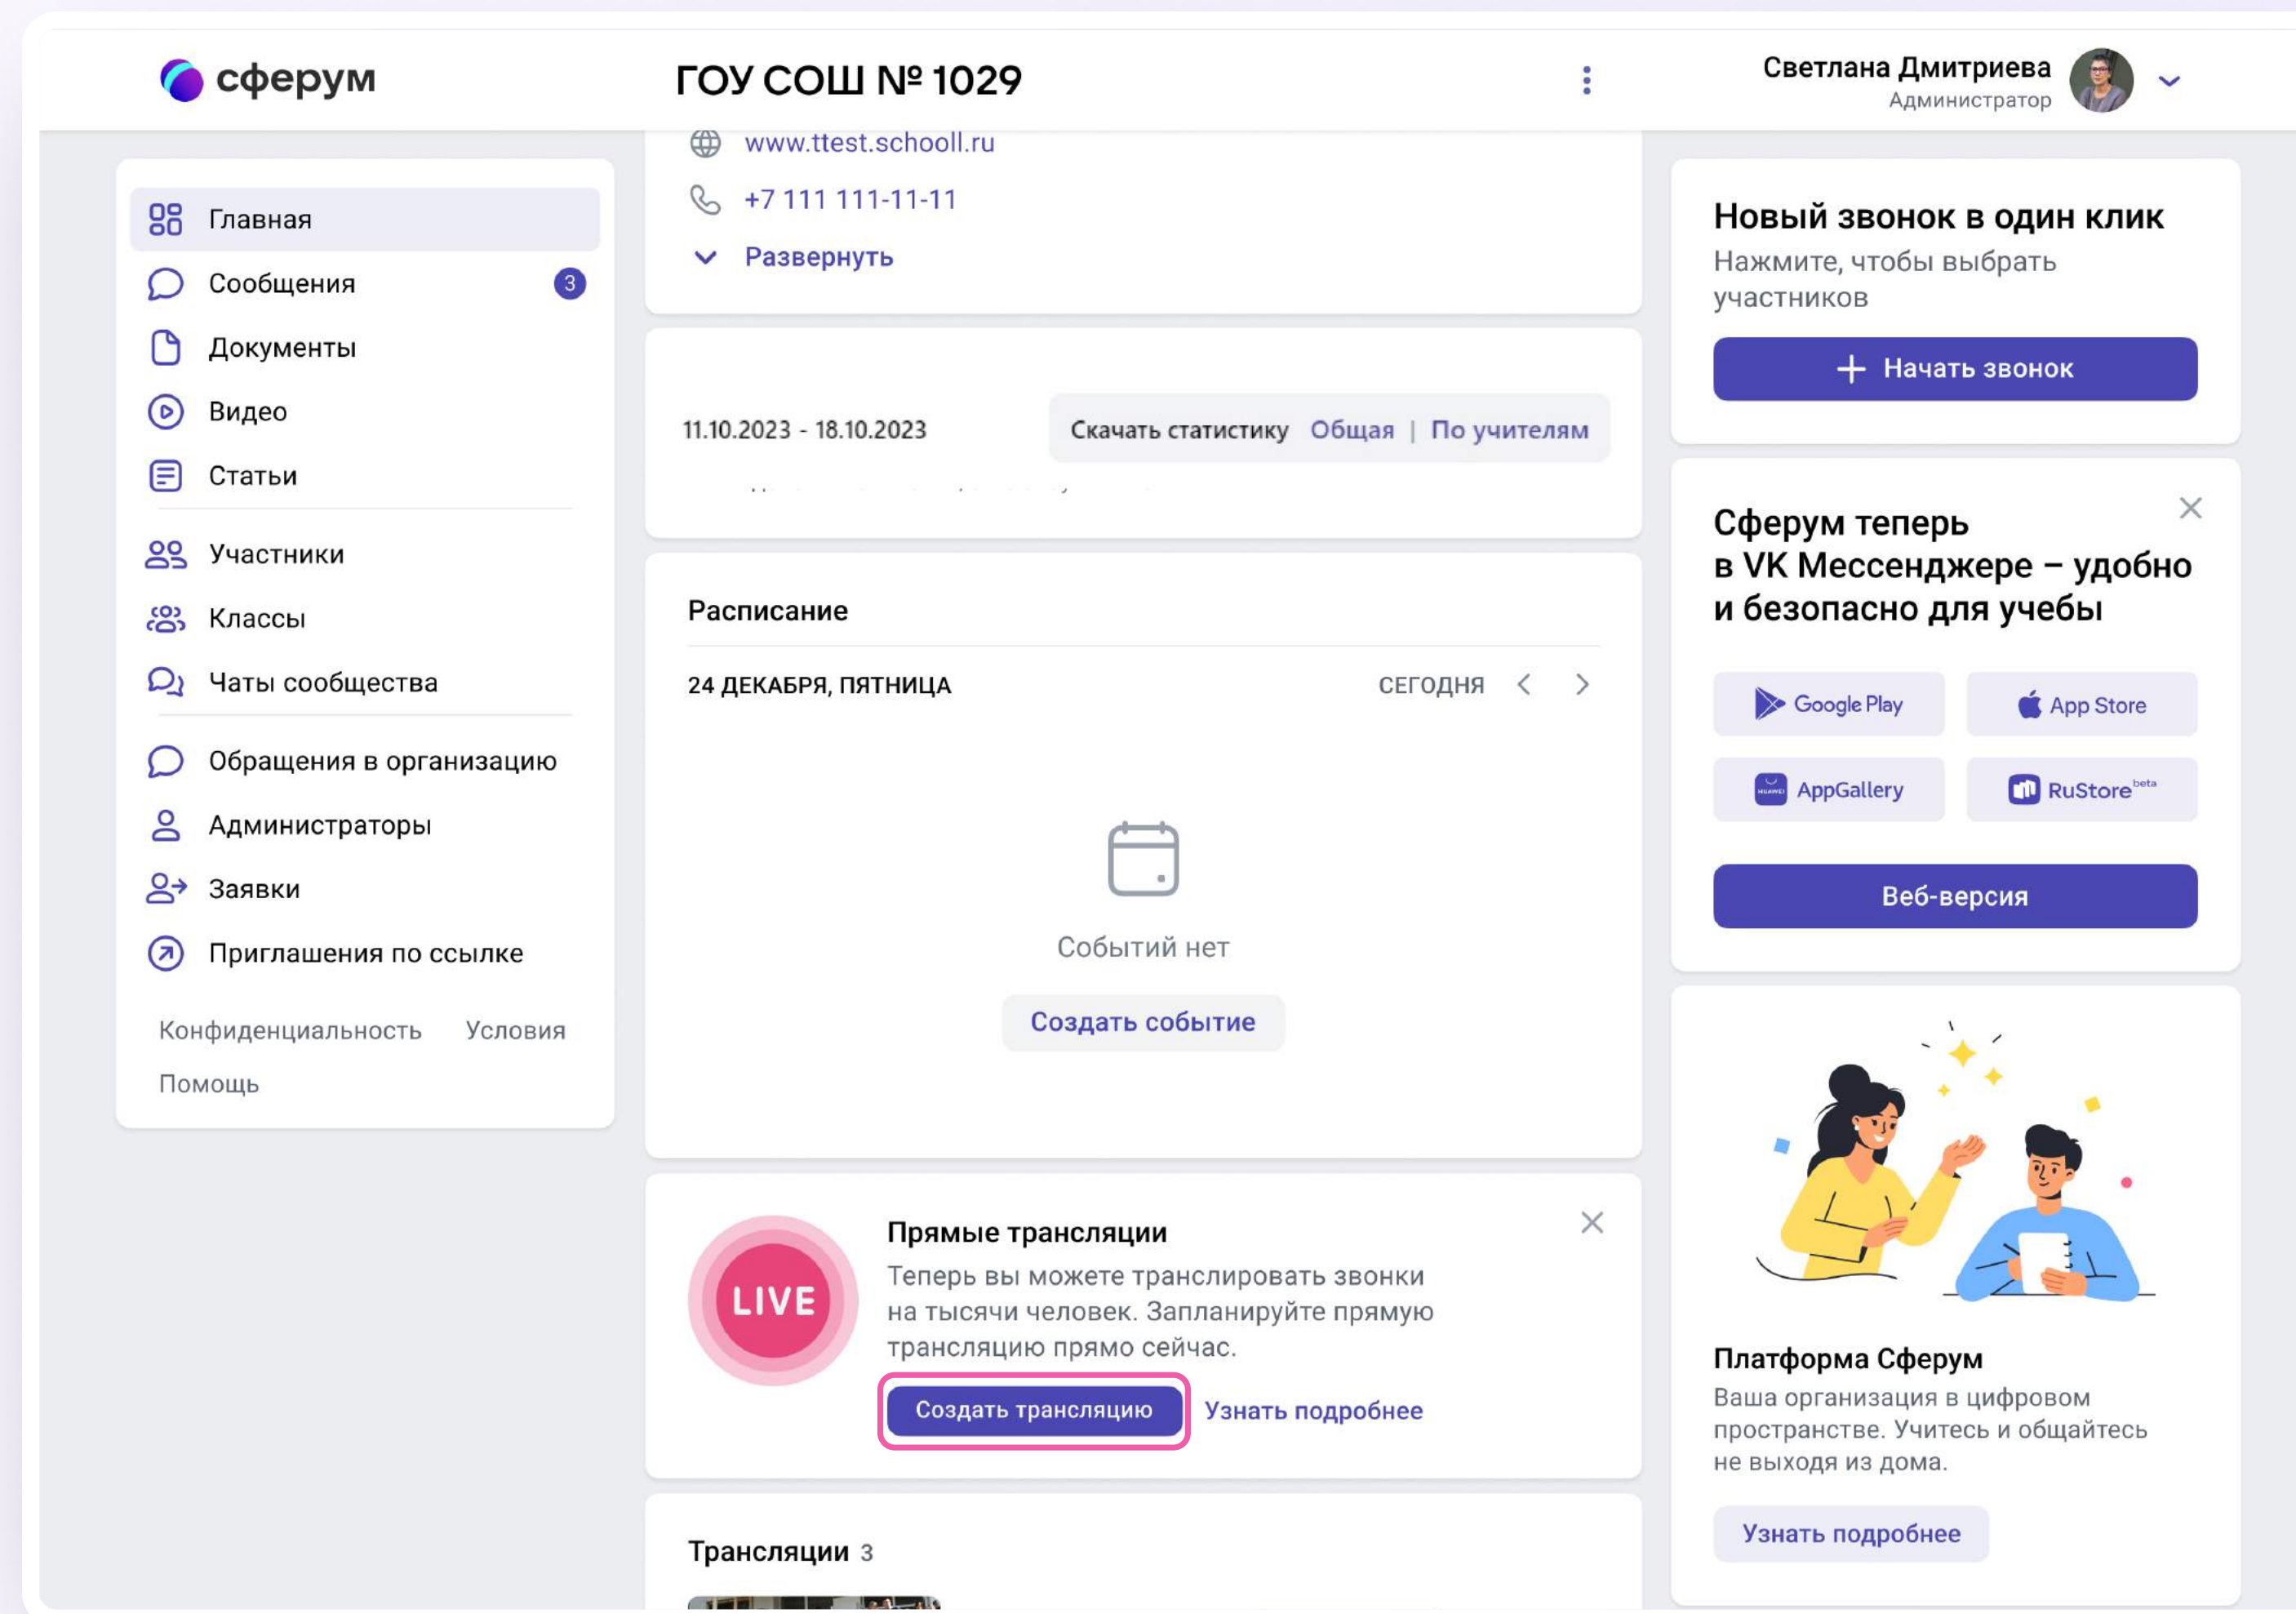 сферум
ГОУ СОШ № 1029
Светлана Дмитриева
Администратор
Главная
Сообщения 3
Документы
Видео
Статьи
Участники
Классы
Чаты сообщества
Обращения в организацию
Администраторы
Заявки
Приглашения по ссылке
Конфиденциальность Условия
Помощь
www.ttest.schooll.ru
+7 111 111-11-11
Развернуть
11.10.2023 - 18.10.2023 Скачать статистику Общая | По учителям
Расписание
24 ДЕКАБРЯ, ПЯТНИЦА СЕГОДНЯ
Событий нет
Создать событие
LIVE
Прямые трансляции
Теперь вы можете транслировать звонки
на тысячи человек. Запланируйте прямую
трансляцию прямо сейчас.
Создать трансляцию Узнать подробнее
Трансляции 3
Новый звонок в один клик
Нажмите, чтобы выбрать
участников
Начать звонок
Сферум теперь
в VK Мессенджере – удобно
и безопасно для учебы
Google Play App Store
HUAWEI AppGallery RuStore beta
Веб-версия
Платформа Сферум
Ваша организация в цифровом
пространстве. Учитесь и общайтесь
не выходя из дома.
Узнать подробнее